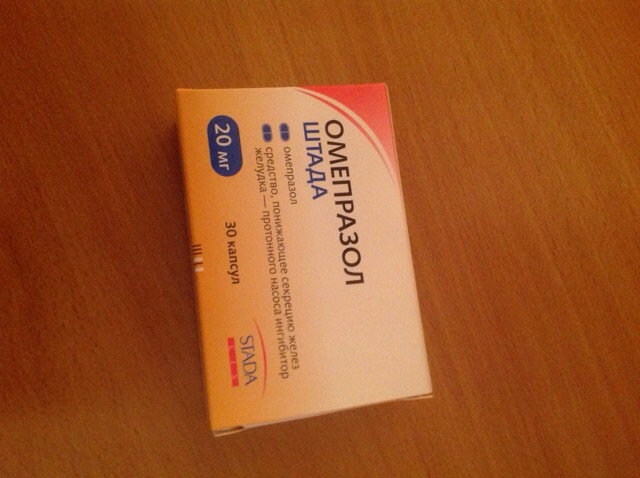 ОМЕПРАЗОЛ
ШТАДА
омепразол
средство, понижающее секрецию желез
желудка — протонного насоса ингибитор
20 мг
30 капсул
STADA